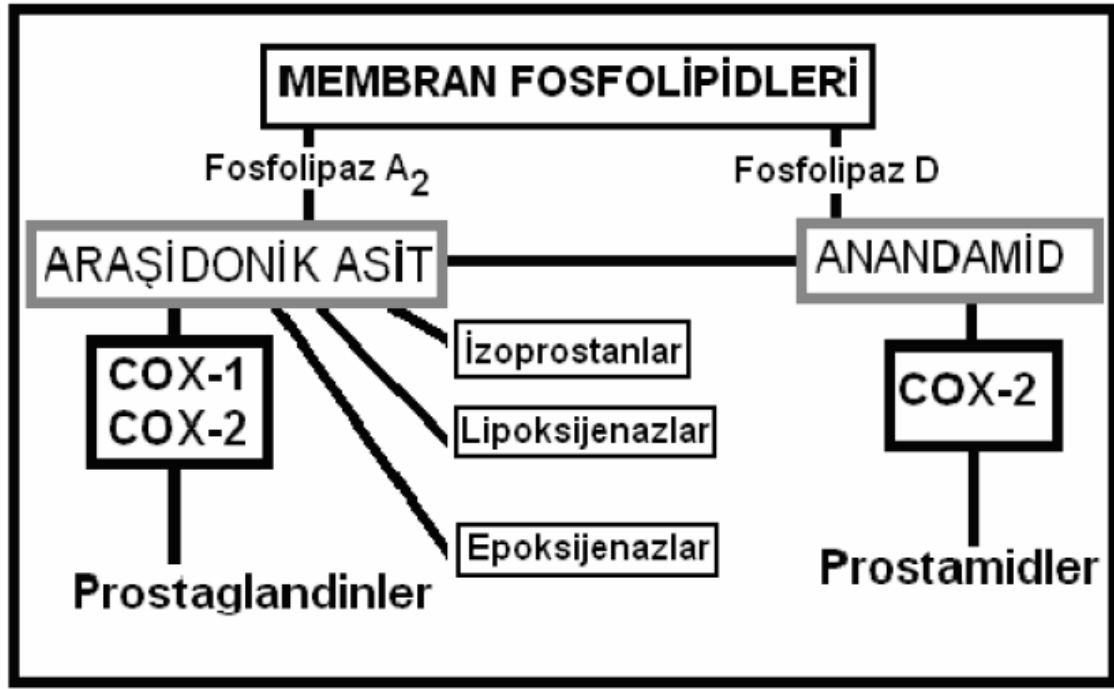 MEMBRAN FOSFOLİPİDLERİ
Fosfolipaz A2
Fosfolipaz D
ARAŞİDONİK ASİT
ANANDAMİD
COX-1
COX-2
İzoprostanlar
Lipoksijenazlar
Epoksijenazlar
COX-2
Prostaglandinler
Prostamidler